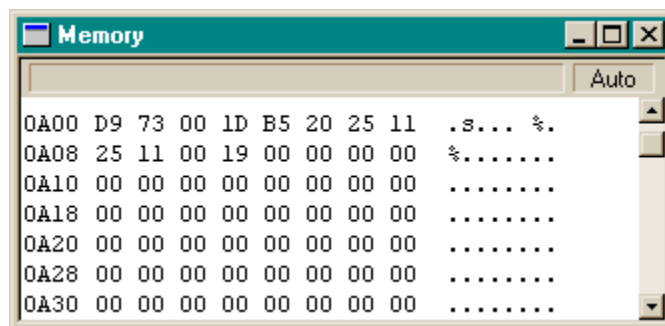 Memory
Auto
0A00 D9 73 00 1D B5 20 25 11 .s... %.
0A08 25 11 00 19 00 00 00 00 %.......
0A10 00 00 00 00 00 00 00 00 ........
0A18 00 00 00 00 00 00 00 00 ........
0A20 00 00 00 00 00 00 00 00 ........
0A28 00 00 00 00 00 00 00 00 ........
0A30 00 00 00 00 00 00 00 00 ........